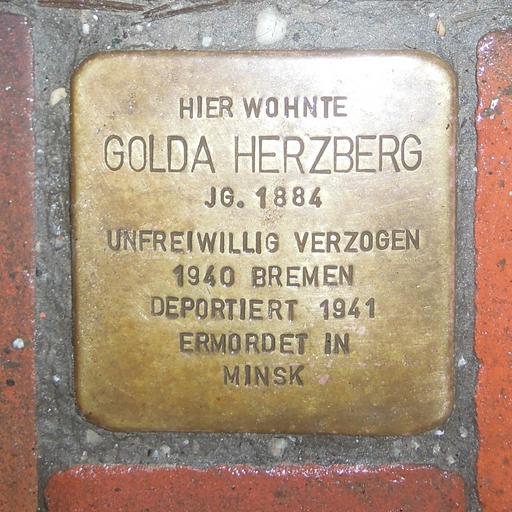 HIER WOHNTE
GOLDA HERZBERG
JG. 1884
UNFREIWILLIG VERZOGEN
1940 BREMEN
DEPORTIERT 1941
ERMORDET IN
MINSK